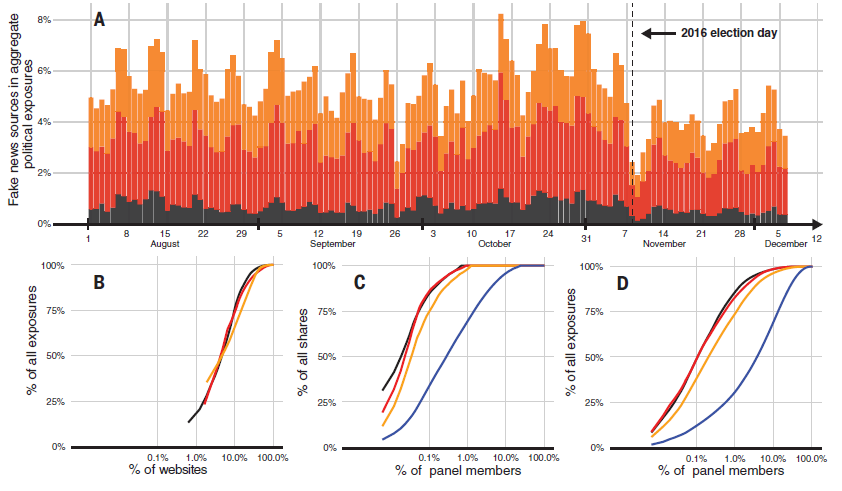 Fake news sources in aggregate
political exposures
A
8%
6%
4%
2%
0%
2016 election day
1 8 15 22 29 5 12 19 26 3 10 17 24 31 7 14 21 28 5 12
August September October November December
B
% of all exposures
100%
75%
50%
25%
0%
0.1% 1.0% 10.0% 100.0%
% of websites
C
% of all shares
100%
75%
50%
25%
0%
0.1% 1.0% 10.0% 100.0%
% of panel members
D
% of all exposures
100%
75%
50%
25%
0%
0.1% 1.0% 10.0% 100.0%
% of panel members